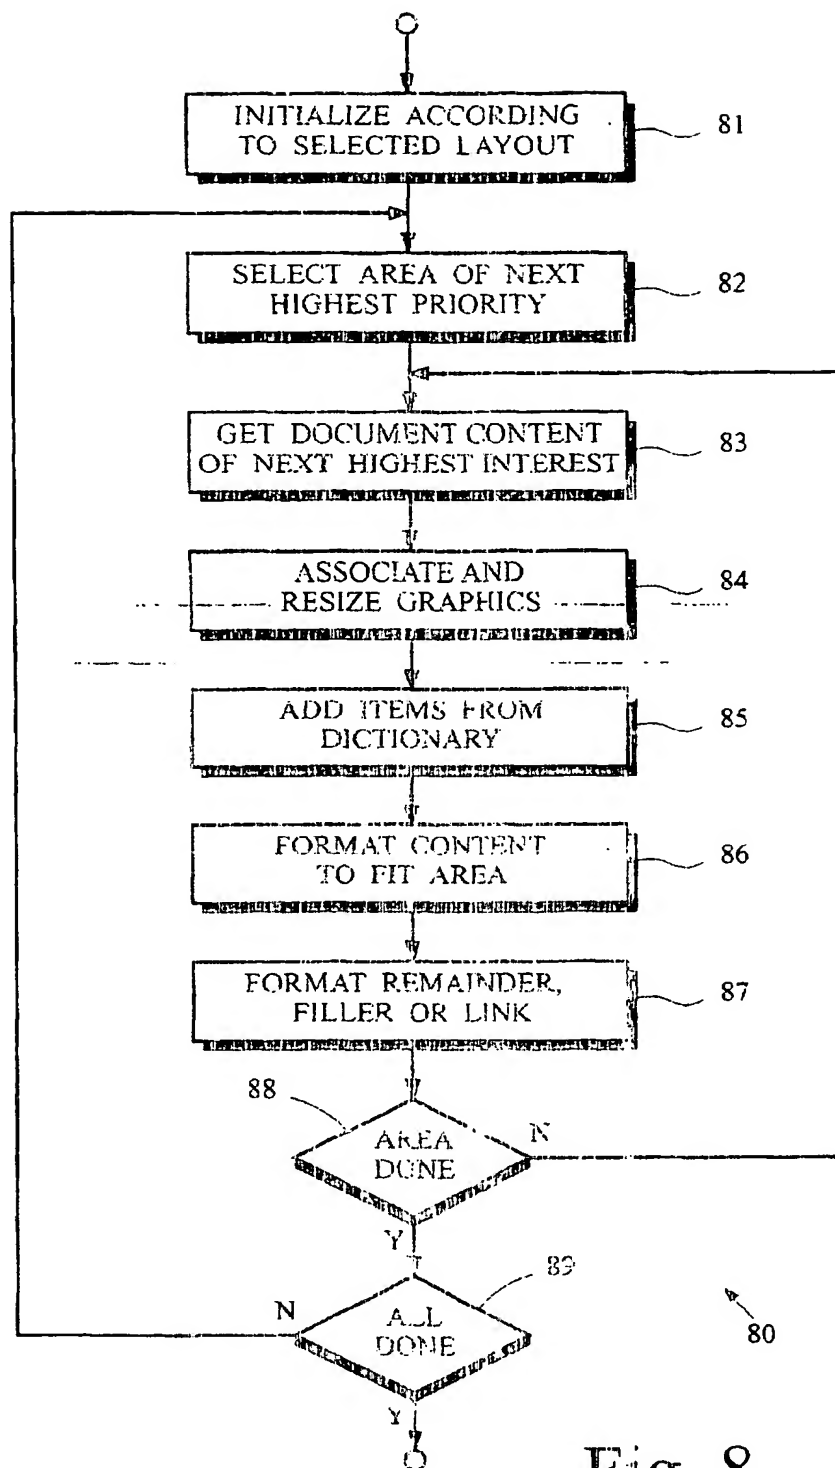 INITIALIZE ACCORDING
TO SELECTED LAYOUT
81
SELECT AREA OF NEXT
HIGHEST PRIORITY
82
GET DOCUMENT CONTENT
OF NEXT HIGHEST INTEREST
83
ASSOCIATE AND
RESIZE GRAPHICS
84
ADD ITEMS FROM
DICTIONARY
85
FORMAT CONTENT
TO FIT AREA
86
FORMAT REMAINDER,
FILLER OR LINK
87
88
AREA
DONE
N
Y
89
ALL
DONE
N
Y
80
Fig. 8